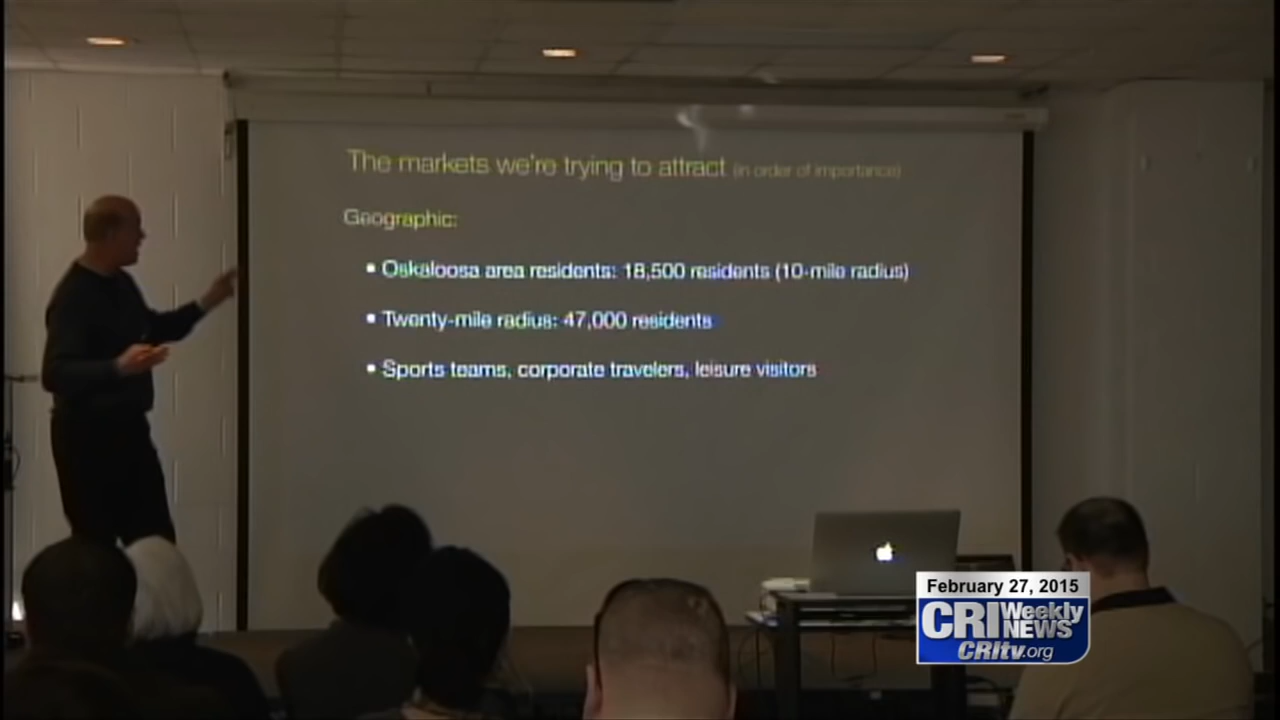 The markets we're trying to attract (in order of importance)
Geographic:
▪ Oskaloosa area residents: 18,500 residents (10-mile radius)
▪ Twenty-mile radius: 47,000 residents
▪ Sports teams, corporate travelers, leisure visitors
February 27, 2015
CRI Weekly NEWS
CRItv.org